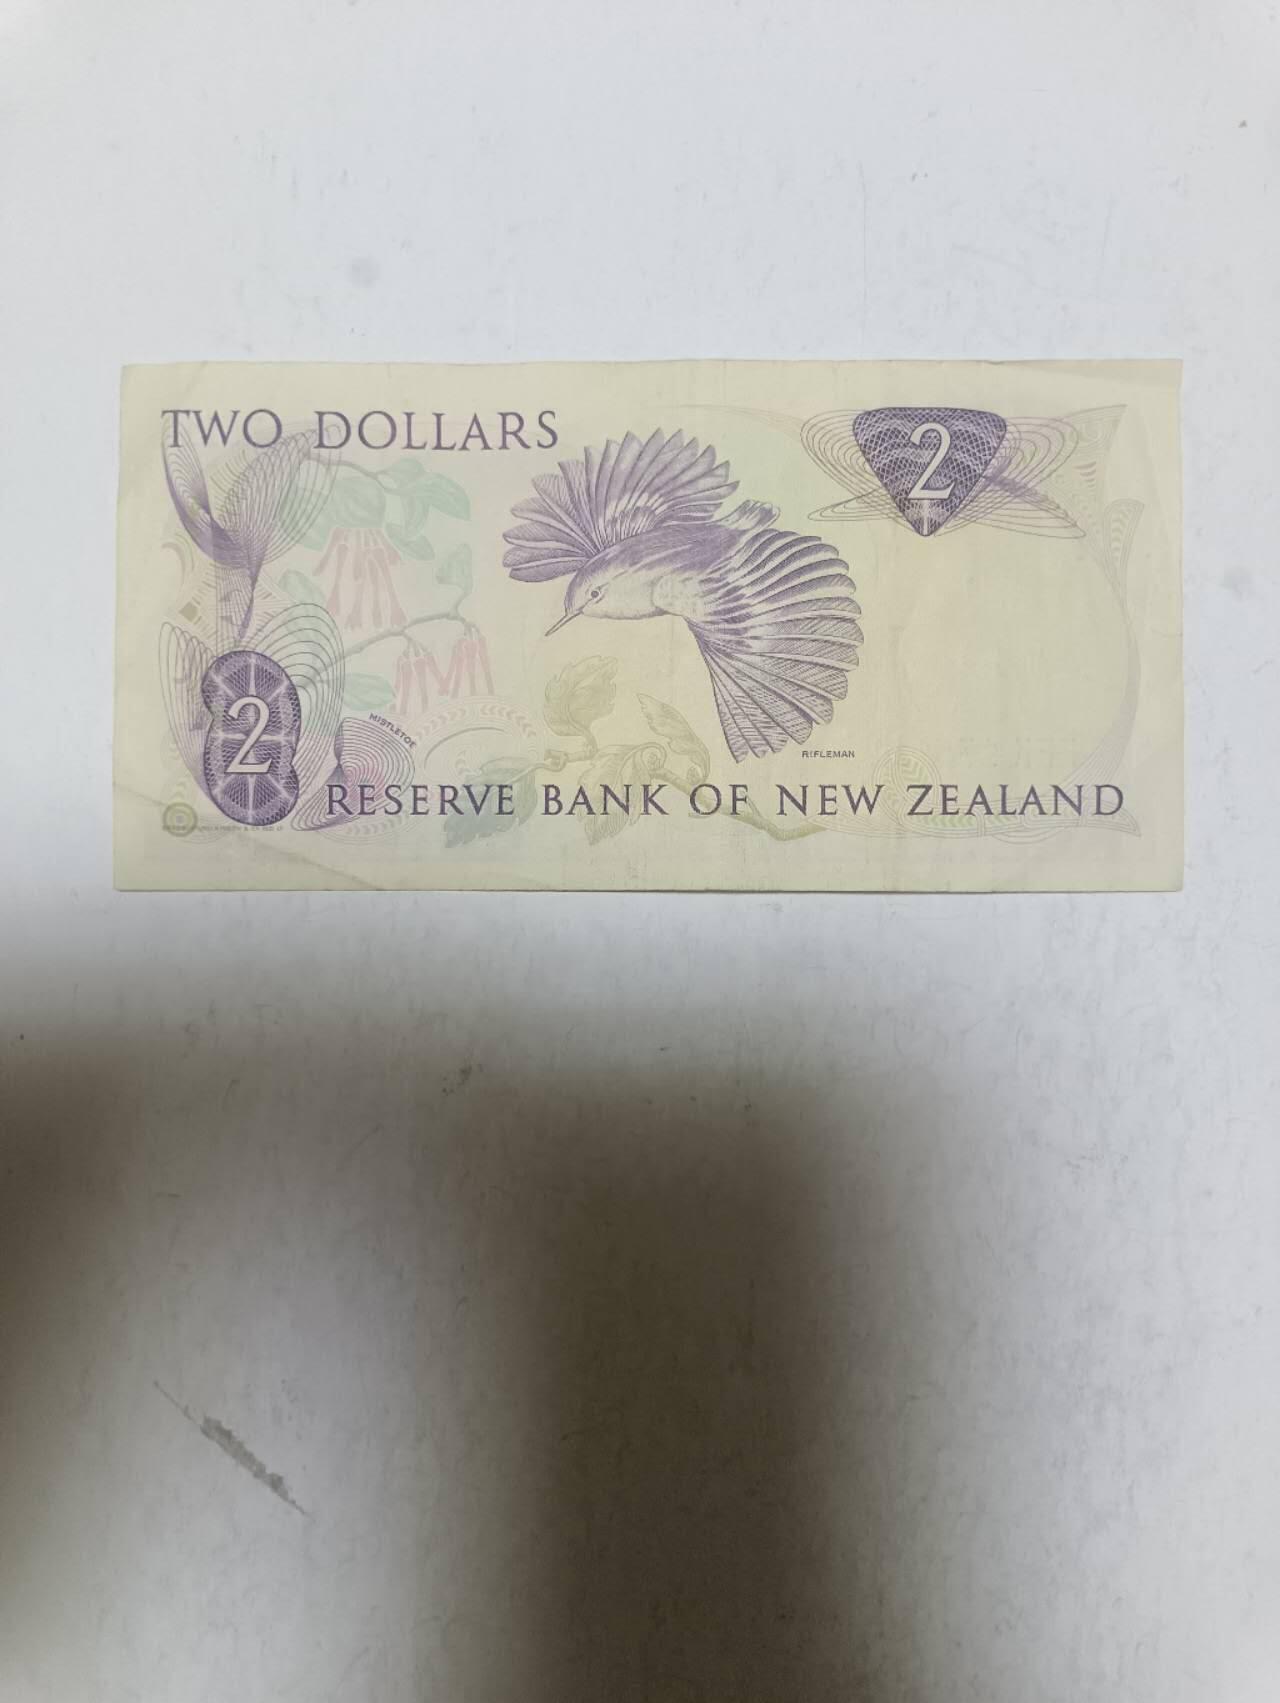 TWO DOLLARS
2
2
MISTLETOE
RIFLEMAN
RESERVE BANK OF NEW ZEALAND